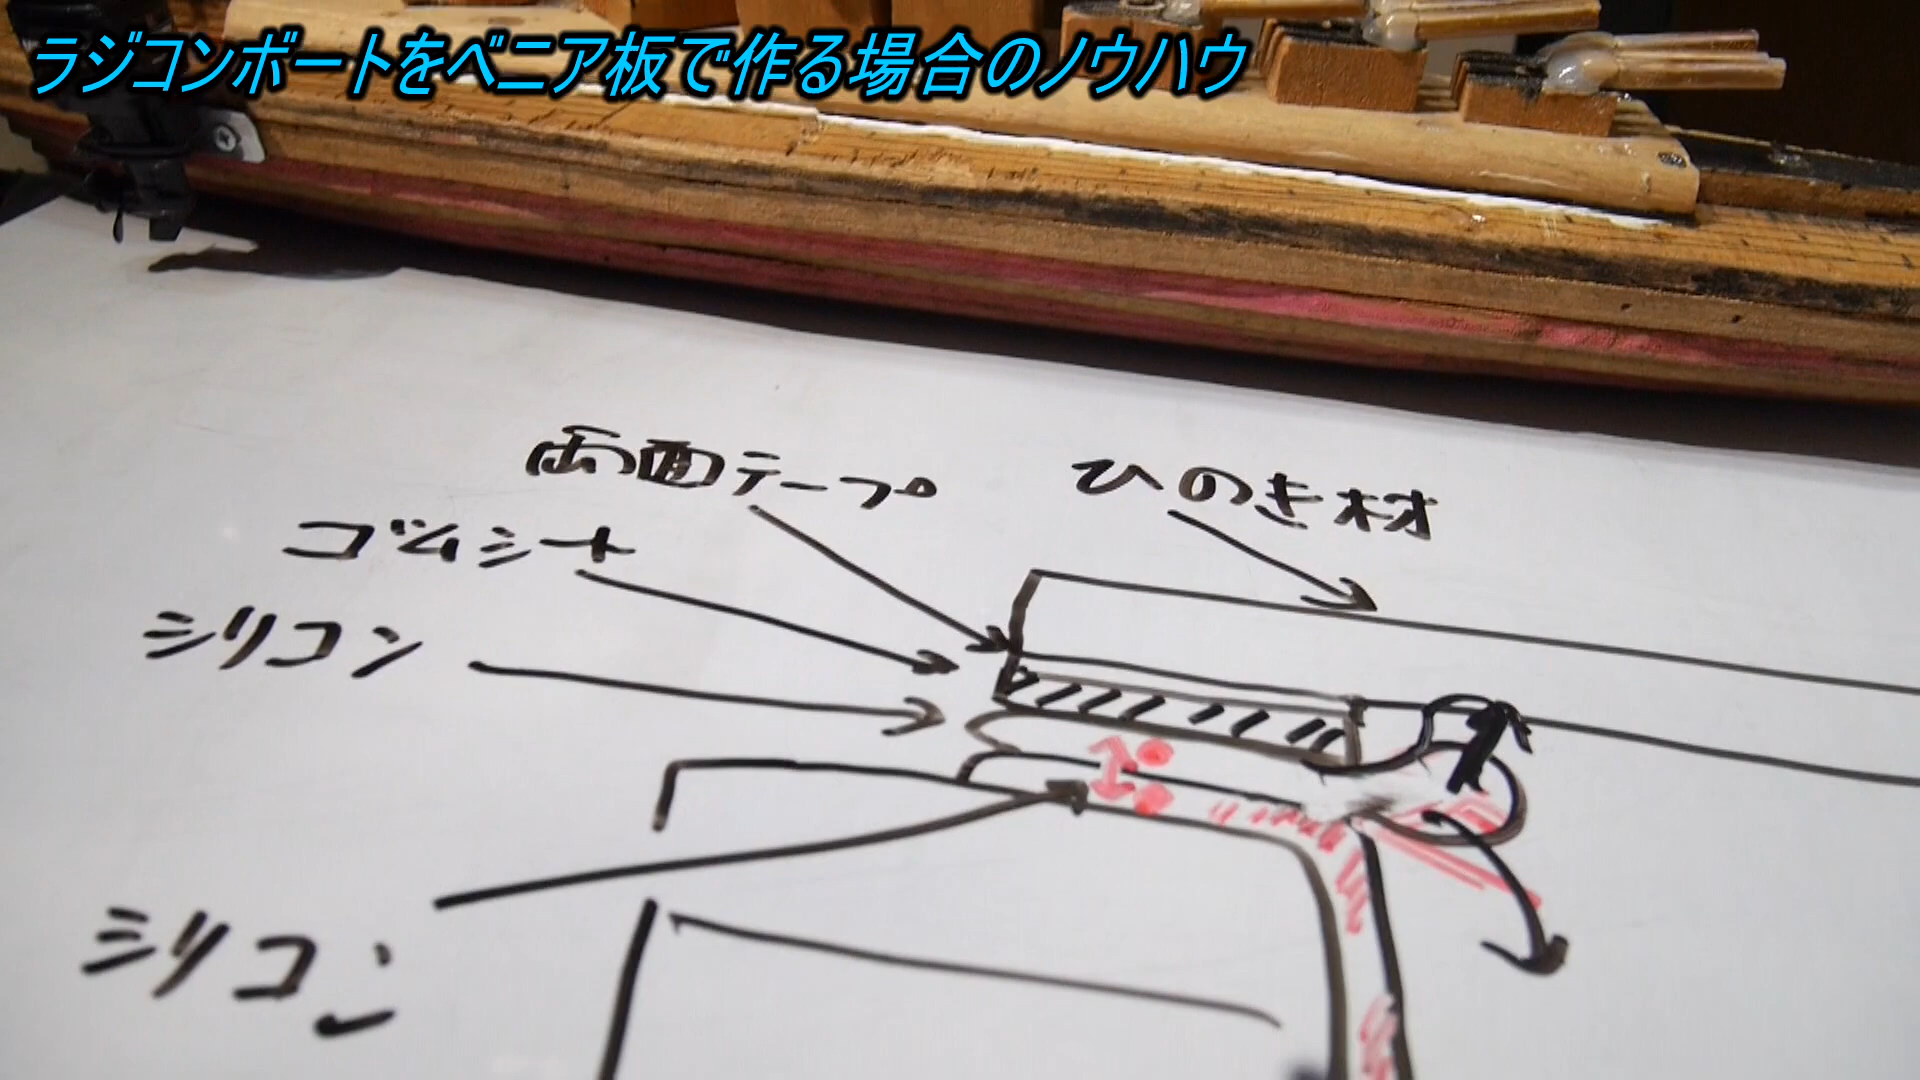 ラジコンボートをベニア板で作る場合のノウハウ
両面テープ
ひのき材
ゴムシート
シリコン
シリコン